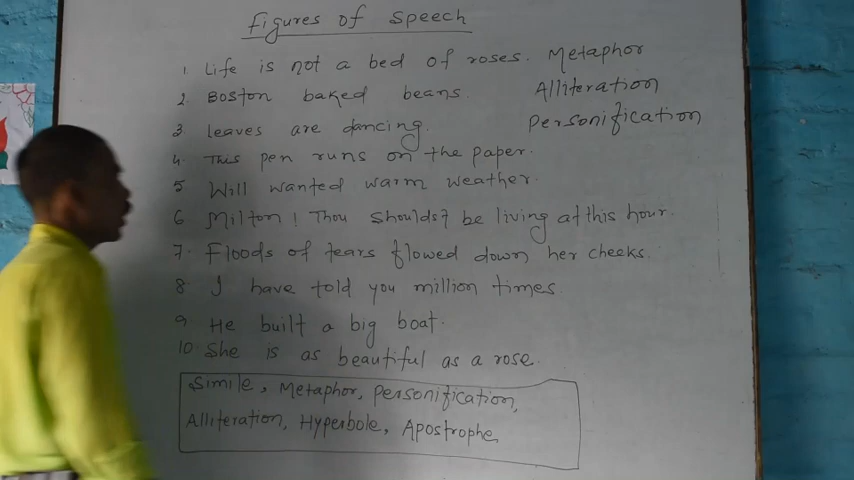 Figures of Speech
1. Life is not a bed of roses. Metaphor
2. Boston baked beans. Alliteration
3. leaves are dancing. Personification
4. This pen runs on the paper.
5 Will wanted warm weather.
6 Milton! Thou shouldst be living at this hour.
7. Floods of tears flowed down her cheeks.
8 I have told you million times.
9 He built a big boat.
10 She is as beautiful as a rose.
Simile, Metaphor, Personification,
Alliteration, Hyperbole, Apostrophe